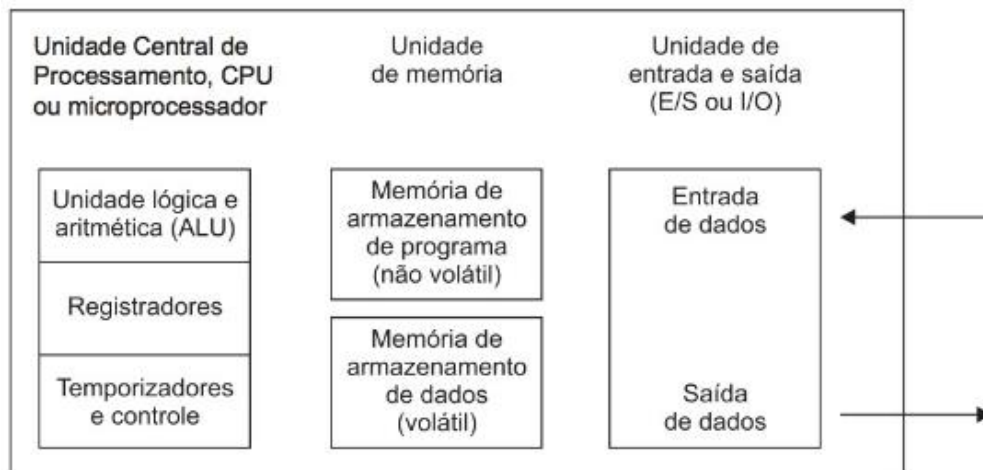 Unidade Central de
Processamento, CPU
ou microprocessador
Unidade
de memória
Unidade de
entrada e saída
(E/S ou I/O)
Unidade lógica e
aritmética (ALU)
Registradores
Temporizadores
e controle
Memória de
armazenamento
de programa
(não volátil)
Memória de
armazenamento
de dados
(volátil)
Entrada
de dados
Saída
de dados